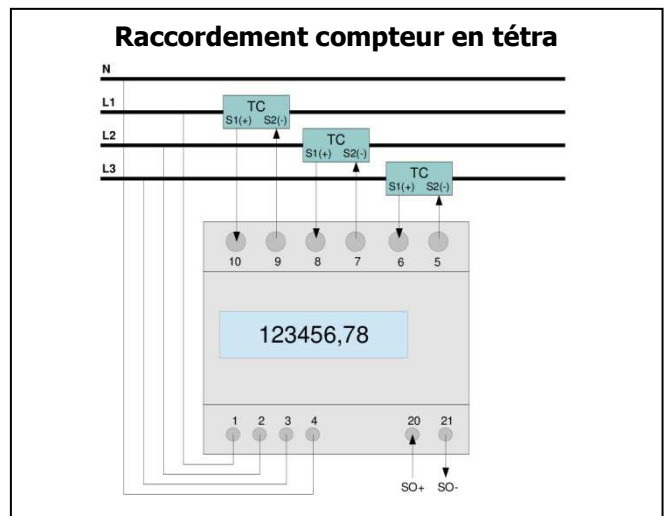 Raccordement compteur en tétra
N
L1
TC
S1(+) S2(-)
L2
TC
S1(+) S2(-)
L3
TC
S1(+) S2(-)
10 9 8 7 6 5
123456,78
1 2 3 4 20 21
SO+ SO-